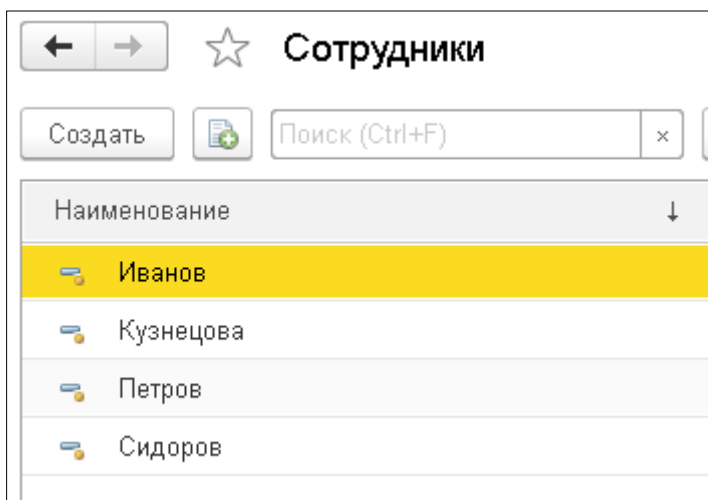 Сотрудники
Создать Поиск (Ctrl+F) ×
Наименование ↓
Иванов
Кузнецова
Петров
Сидоров